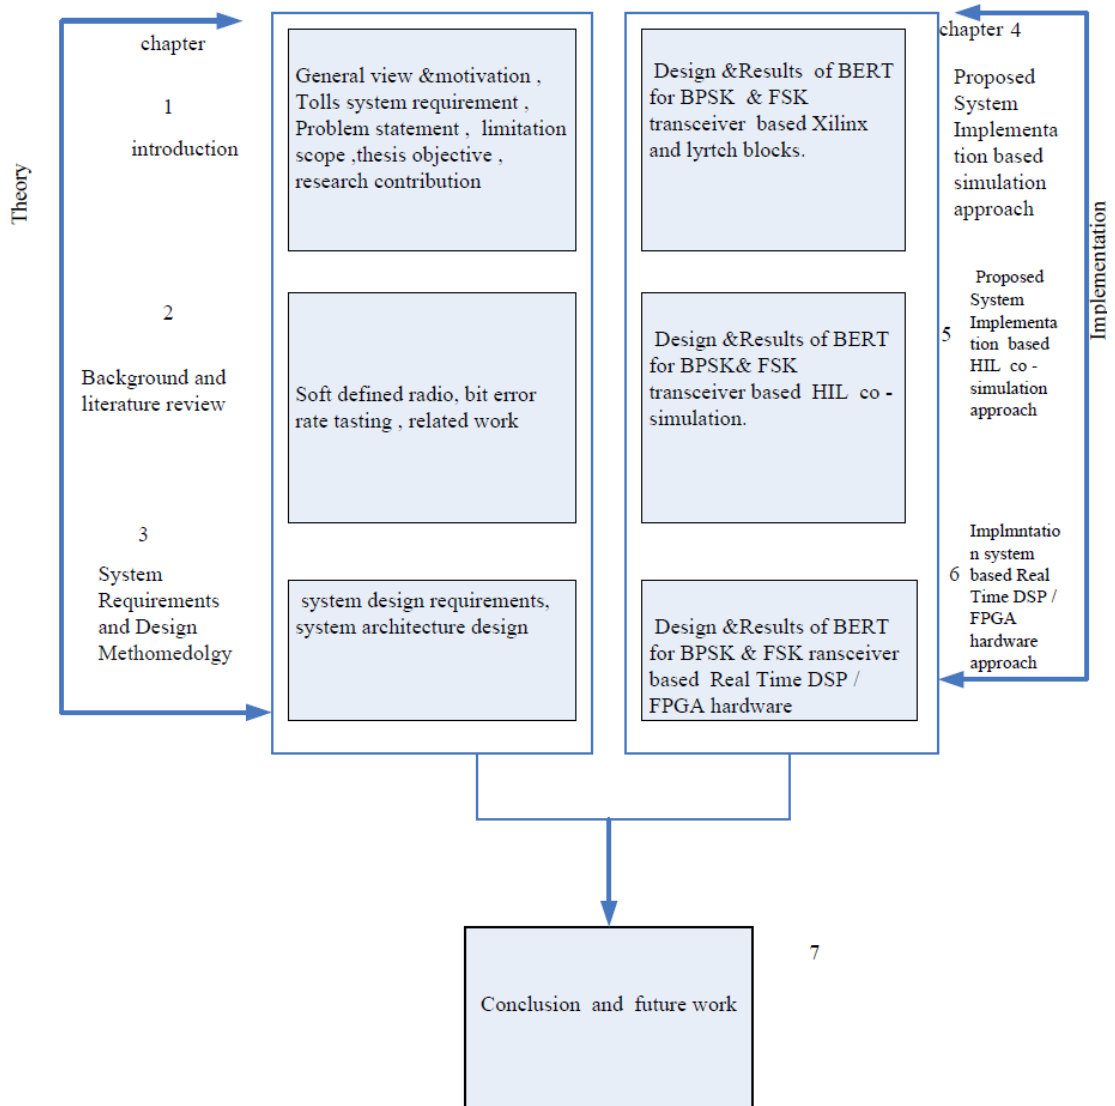 Theory
chapter
1
introduction
General view &motivation ,
Tolls system requirement ,
Problem statement , limitation
scope ,thesis objective ,
research contribution
2
Background and
literature review
Soft defined radio, bit error
rate tasting , related work
3
System
Requirements
and Design
Methomedolgy
system design requirements,
system architecture design
chapter 4
Design &Results of BERT
for BPSK & FSK
transceiver based Xilinx
and lyrtch blocks.
Proposed
System
Implementa
tion based
simulation
approach
Implementation
Design &Results of BERT
for BPSK& FSK
transceiver based HIL co -
simulation.
5
Proposed
System
Implementa
tion based
HIL co -
simulation
approach
Design &Results of BERT
for BPSK & FSK ransceiver
based Real Time DSP /
FPGA hardware
6
Implmntatio
n system
based Real
Time DSP /
FPGA
hardware
approach
7
Conclusion and future work